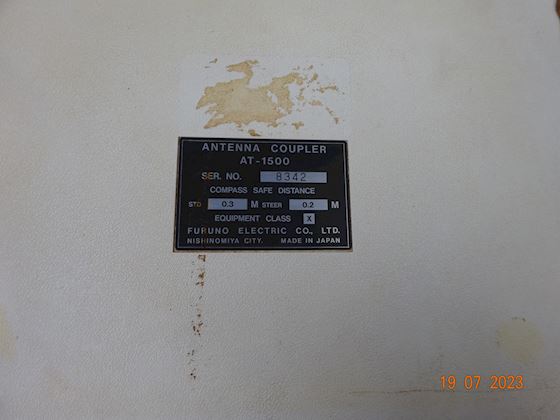 ANTENNA COUPLER
AT-1500
SER. NO. 8342
COMPASS SAFE DISTANCE
STD 0.3 M STEER 0.2 M
EQUIPMENT CLASS X
FURUNO ELECTRIC CO., LTD.
NISHINOMIYA CITY. MADE IN JAPAN
19 07 2023